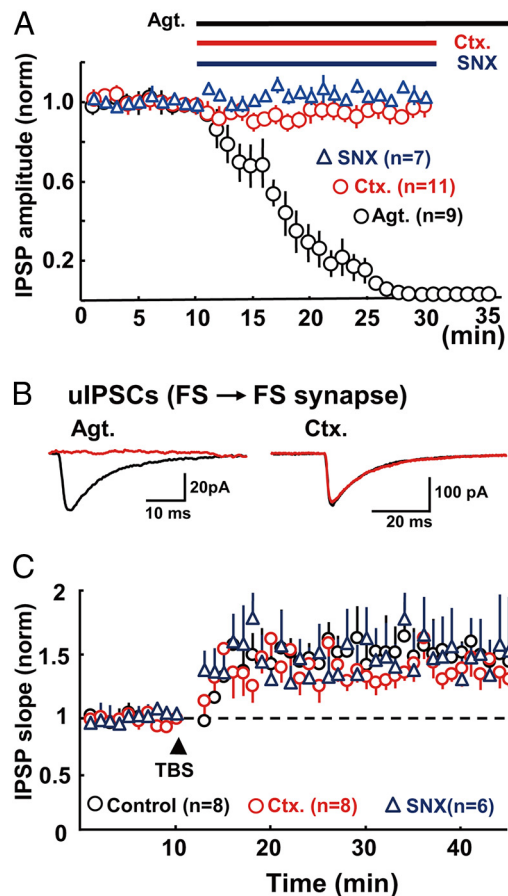 A
Agt.
Ctx.
SNX
IPSP amplitude (norm)
1.0
0.6
0.2
SNX (n=7)
Ctx. (n=11)
Agt. (n=9)
0 5 10 15 20 25 30 35
(min)
B
uIPSCs (FS → FS synapse)
Agt.
Ctx.
20pA
10 ms
100 pA
20 ms
C
IPSP slope (norm)
2
1.5
1
0.5
0
TBS
Control (n=8) Ctx. (n=8) SNX(n=6)
0 10 20 30 40
Time (min)